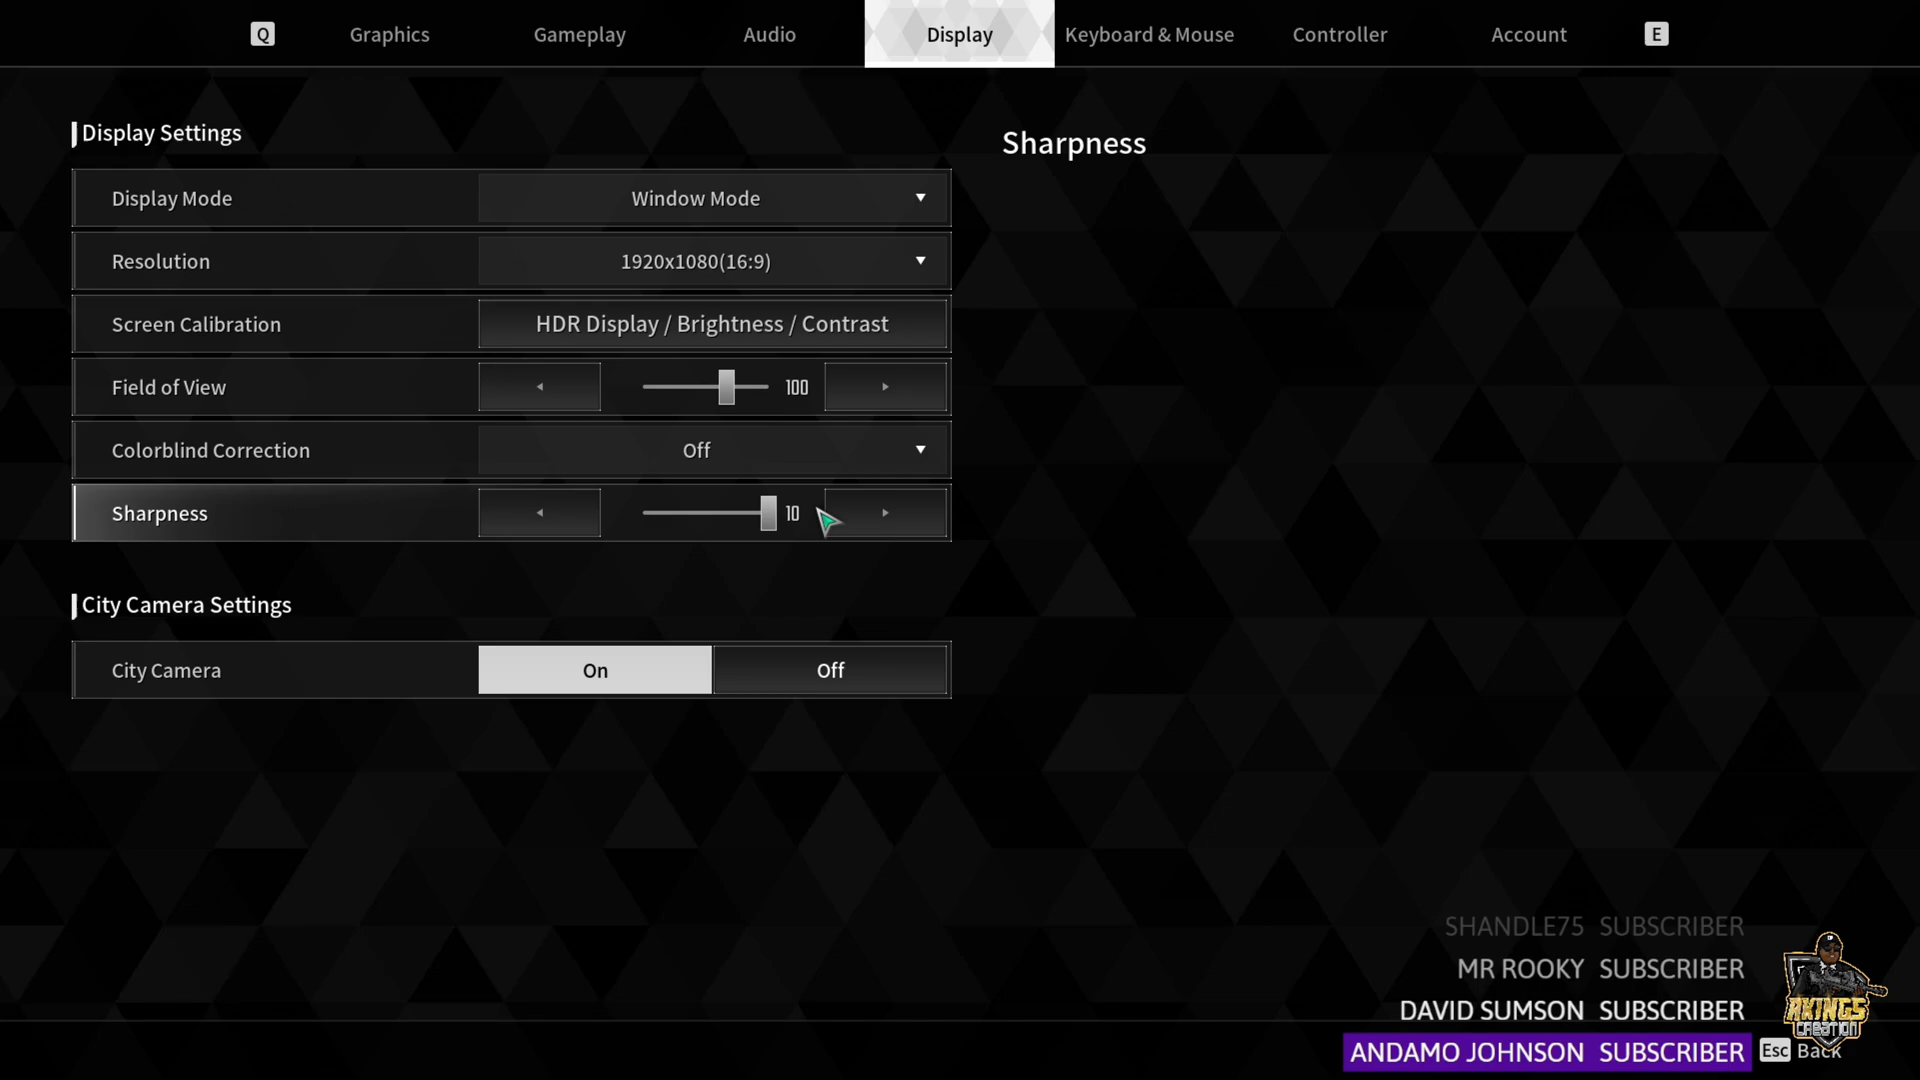 Q Graphics Gameplay Audio Display Keyboard & Mouse Controller Account E
Display Settings
Display Mode Window Mode
Resolution 1920x1080(16:9)
Screen Calibration HDR Display / Brightness / Contrast
Field of View 100
Colorblind Correction Off
Sharpness 10
City Camera Settings
City Camera On Off
Sharpness
SHANDLE75 SUBSCRIBER
MR ROOKY SUBSCRIBER
DAVID SUMSON SUBSCRIBER
ANDAMO JOHNSON SUBSCRIBER
AKINGS
CREATION
Esc Back